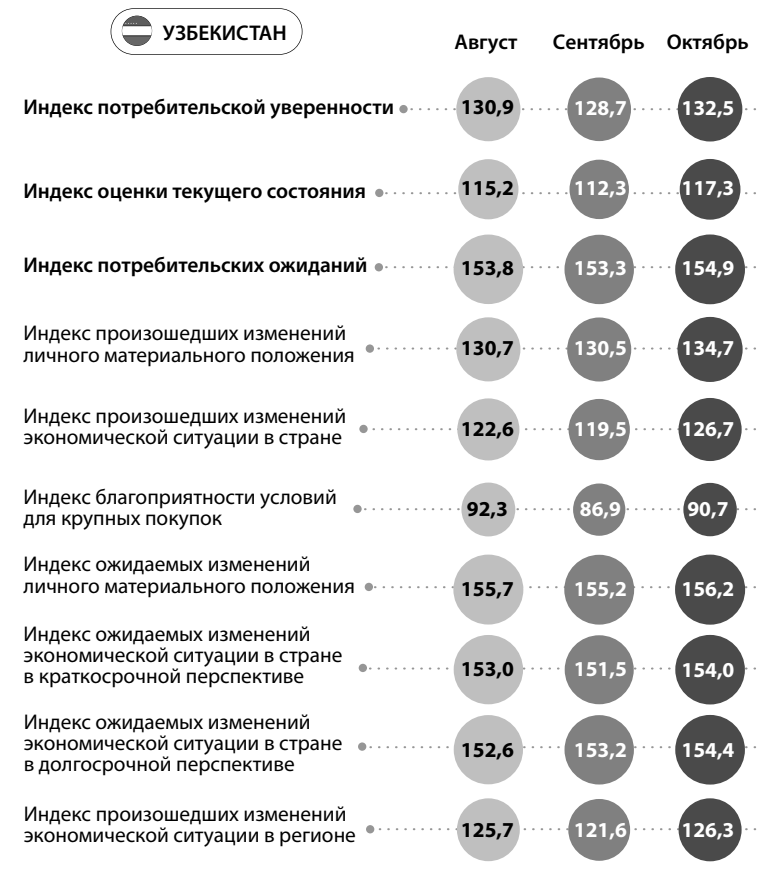 УЗБЕКИСТАН
Август Сентябрь Октябрь
Индекс потребительской уверенности 130,9 128,7 132,5
Индекс оценки текущего состояния 115,2 112,3 117,3
Индекс потребительских ожиданий 153,8 153,3 154,9
Индекс произошедших изменений
личного материального положения 130,7 130,5 134,7
Индекс произошедших изменений
экономической ситуации в стране 122,6 119,5 126,7
Индекс благоприятности условий
для крупных покупок 92,3 86,9 90,7
Индекс ожидаемых изменений
личного материального положения 155,7 155,2 156,2
Индекс ожидаемых изменений
экономической ситуации в стране
в краткосрочной перспективе 153,0 151,5 154,0
Индекс ожидаемых изменений
экономической ситуации в стране
в долгосрочной перспективе 152,6 153,2 154,4
Индекс произошедших изменений
экономической ситуации в регионе 125,7 121,6 126,3